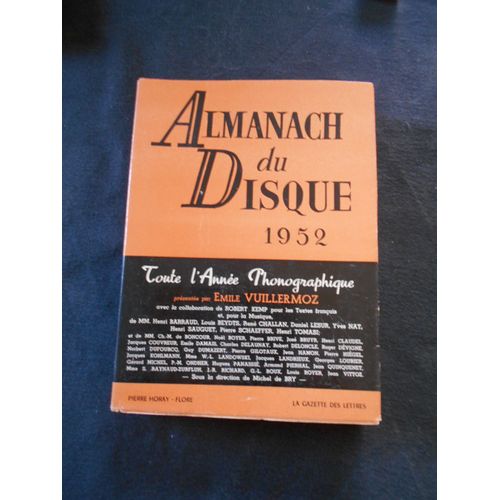 ALMANACH
du
DISQUE
1952
Toute l'Année Phonographique
présentée par EMILE VUILLERMOZ
avec la collaboration de ROBERT KEMP pour les Textes français
et pour la Musique,
de MM. Henri BARRAUD, Louis BEYDTS, René CHALLAN, Daniel LESUR, Yves NAT,
Henri SAUGUET, Pierre SCHAEFFER, Henri TOMASI;
et de MM. Ch.-M. de BONCOUR, Noël BOYER, Pierre BRIVE, José BRUYR, Henri CLAUDEL,
Jacques COUVREUR, Emile DAMAIS, Charles DELAUNAY, Robert DELONCLE, Roger DÉVIGNE,
Norbert DUFOURCQ, Guy DUMAZERT, Pierre GILOTAUX, Jean HAMON, Pierre HIÉGEL,
Jacques KOHLMANN, Mme W.-L. LANDOWSKI, Jacques LANDRIEUX, Georges LOURIER,
Gérard MICHEL, P.-M. ONDHER, Hugues PANASSIÉ, Armand PIERHAL, Jean QUINQUENET,
Mme S. RAYNAUD-ZURFLUH, J.-R. RICHARD, G.-L. ROUX, Louis ROYER, Jean VITTOZ.
— Sous la direction de Michel de BRY —
PIERRE HORAY - FLORE
LA GAZETTE DES LETTRES